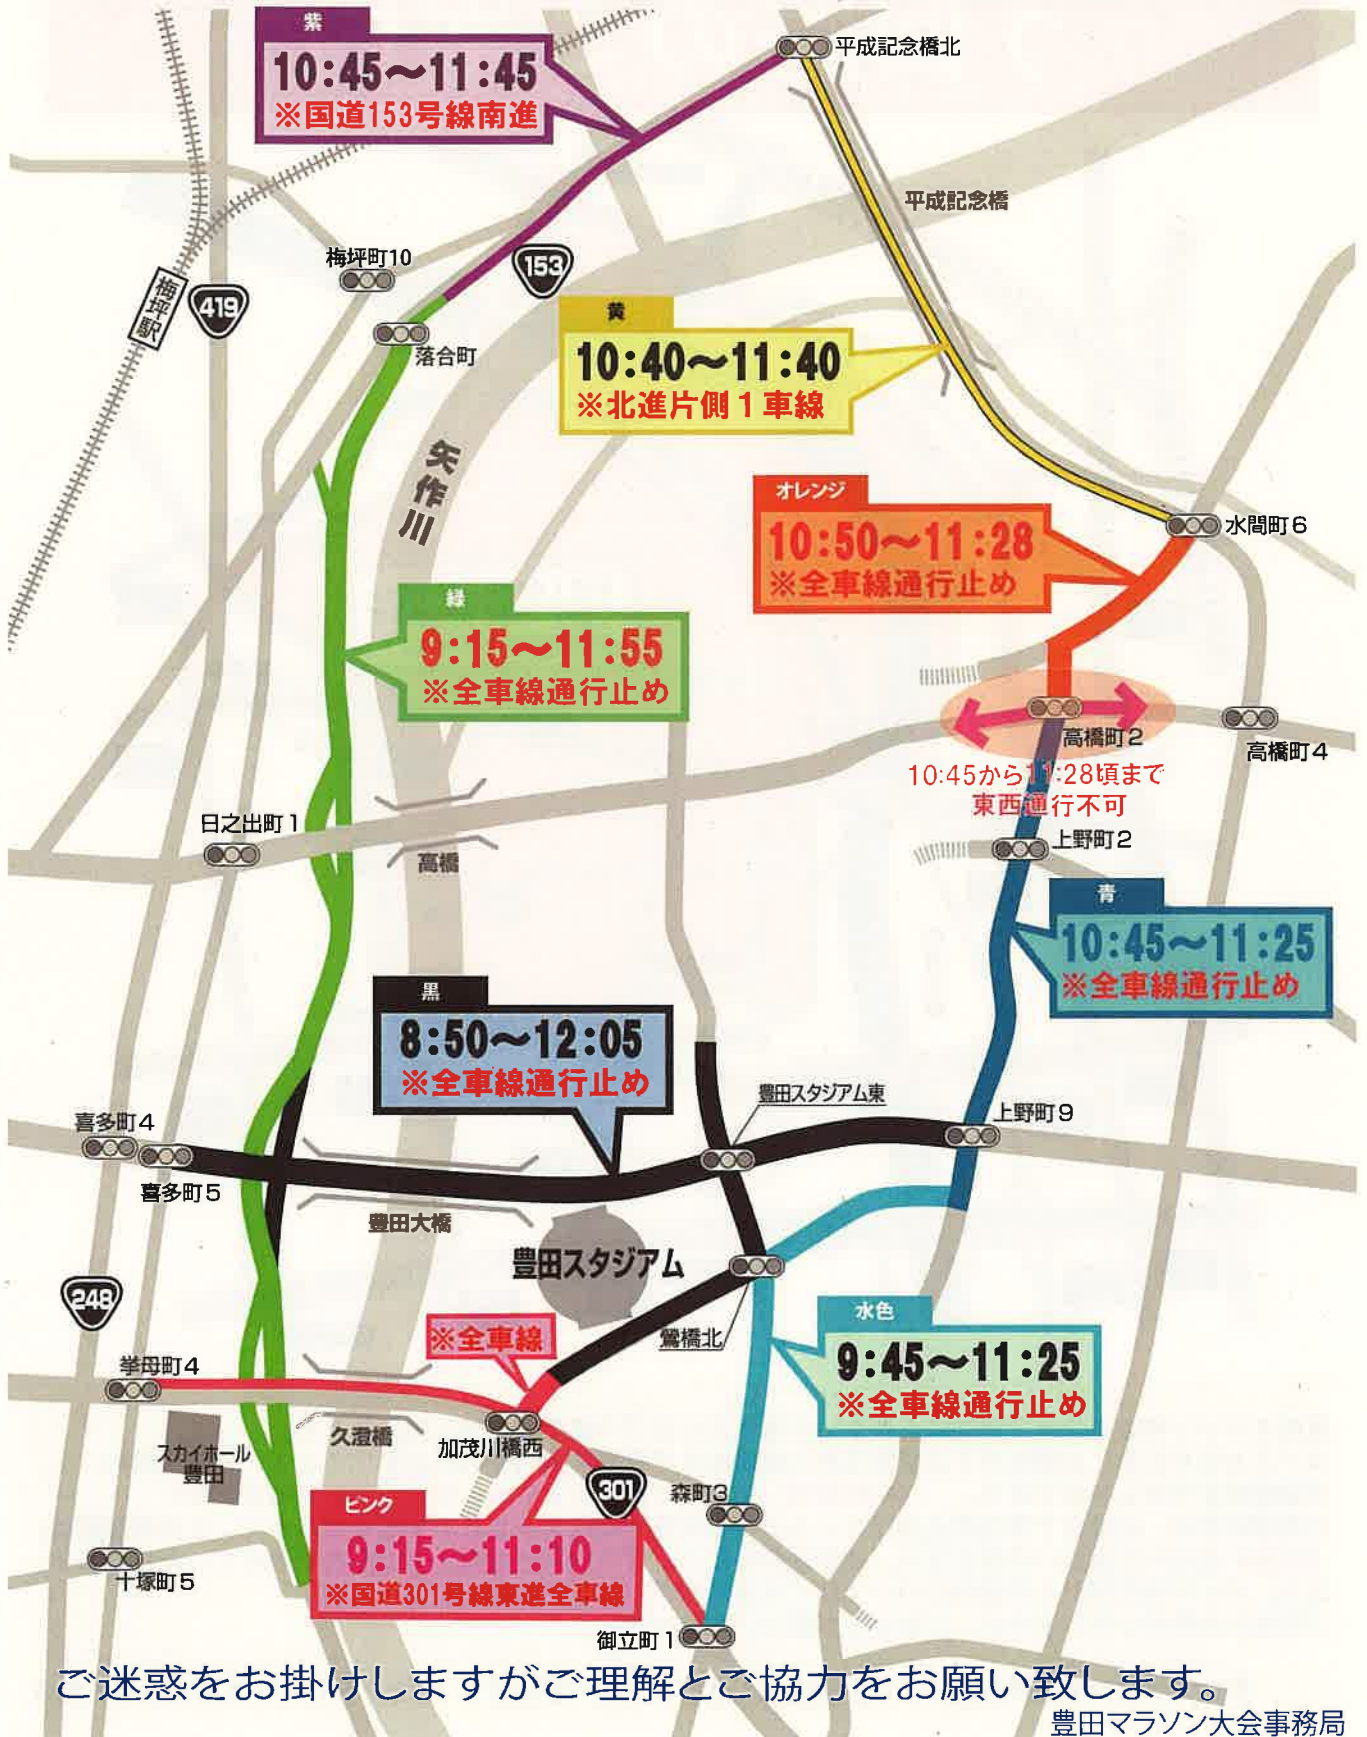 紫
10:45～11:45
※国道153号線南進
平成記念橋北
平成記念橋
梅坪町10
153
梅坪駅
419
落合町
黄
10:40～11:40
※北進片側1車線
矢作川
オレンジ
10:50～11:28
※全車線通行止め
水間町6
緑
9:15～11:55
※全車線通行止め
高橋町2
高橋町4
10:45から11:28頃まで
東西通行不可
日之出町1
高橋
上野町2
青
10:45～11:25
※全車線通行止め
黒
8:50～12:05
※全車線通行止め
豊田スタジアム東
上野町9
喜多町4
喜多町5
豊田大橋
豊田スタジアム
248
※全車線
鴬橋北
水色
9:45～11:25
※全車線通行止め
挙母町4
久澄橋
加茂川橋西
スカイホール
豊田
301
森町3
ピンク
9:15～11:10
※国道301号線東進全車線
十塚町5
御立町1
ご迷惑をお掛けしますがご理解とご協力をお願い致します。
豊田マラソン大会事務局